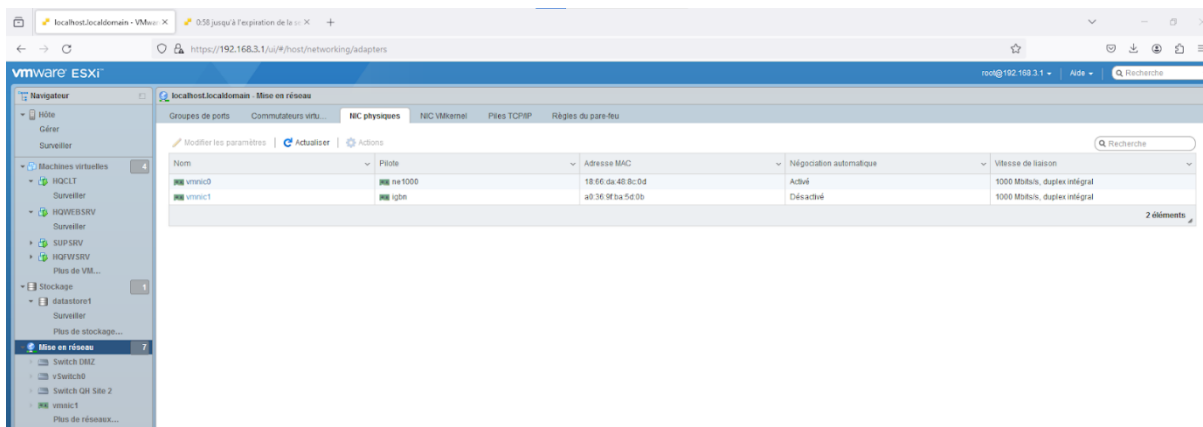 localhost.localdomain - VMwar
0:58 jusqu'à l'expiration de la se
https://192.168.3.1/ui/#/host/networking/adapters
vmware ESXi™
root@192.168.3.1
Aide
Recherche
Navigateur
Hôte
Gérer
Surveiller
Machines virtuelles 4
HQCLT
Surveiller
HQWEBSRV
Surveiller
SUPSRV
HQFWSRV
Plus de VM...
Stockage 1
datastore1
Surveiller
Plus de stockage...
Mise en réseau 7
Switch DMZ
vSwitch0
Switch QH Site 2
vmnic1
Plus de réseaux...
localhost.localdomain - Mise en réseau
Groupes de ports Commutateurs virtu... NIC physiques NIC VMkernel Piles TCP/IP Règles du pare-feu
Modifier les paramètres Actualiser Actions
Recherche
Nom Pilote Adresse MAC Négociation automatique Vitesse de liaison
vmnic0 ne1000 18:66:da:48:8c:0d Activé 1000 Mbits/s, duplex intégral
vmnic1 igbn a0:36:9f:ba:5d:0b Désactivé 1000 Mbits/s, duplex intégral
2 éléments